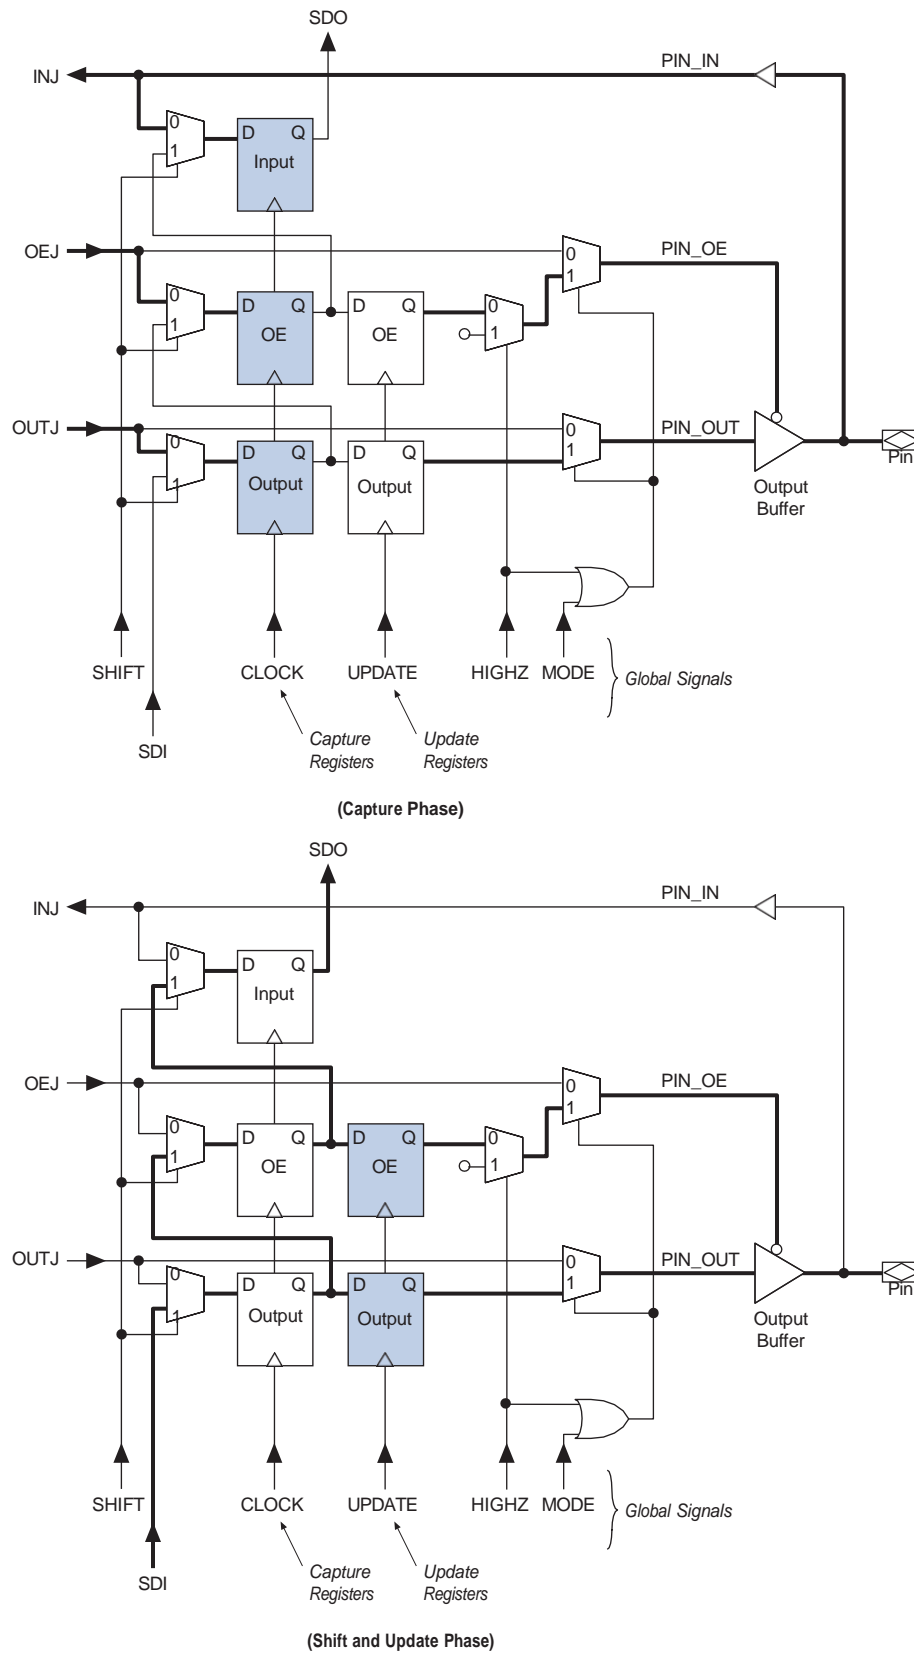 SDO
INJ
PIN_IN
0
1
D Q
Input
OEJ
0
1
PIN_OE
0
1
D Q
OE
D Q
OE
0
1
OUTJ
0
1
PIN_OUT
0
1
D Q
Output
D Q
Output
Pin
Output
Buffer
SHIFT
CLOCK
UPDATE
HIGHZ
MODE
Global Signals
SDI
Capture
Registers
Update
Registers
(Capture Phase)
SDO
INJ
PIN_IN
0
1
D Q
Input
OEJ
0
1
PIN_OE
0
1
D Q
OE
D Q
OE
0
1
OUTJ
0
1
PIN_OUT
0
1
D Q
Output
D Q
Output
Pin
Output
Buffer
SHIFT
CLOCK
UPDATE
HIGHZ
MODE
Global Signals
SDI
Capture
Registers
Update
Registers
(Shift and Update Phase)